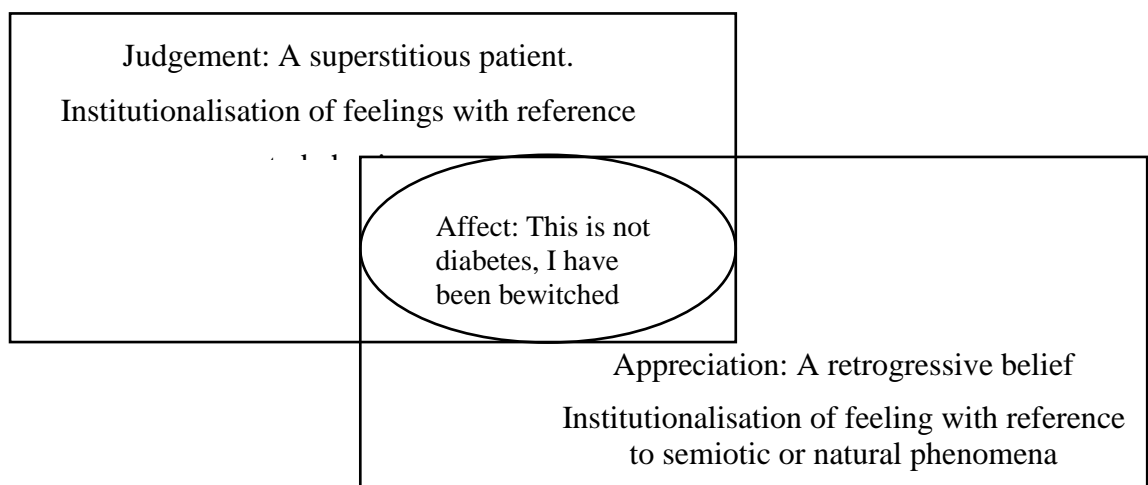 Judgement: A superstitious patient.
Institutionalisation of feelings with reference
Affect: This is not
diabetes, I have
been bewitched
Appreciation: A retrogressive belief
Institutionalisation of feeling with reference
to semiotic or natural phenomena